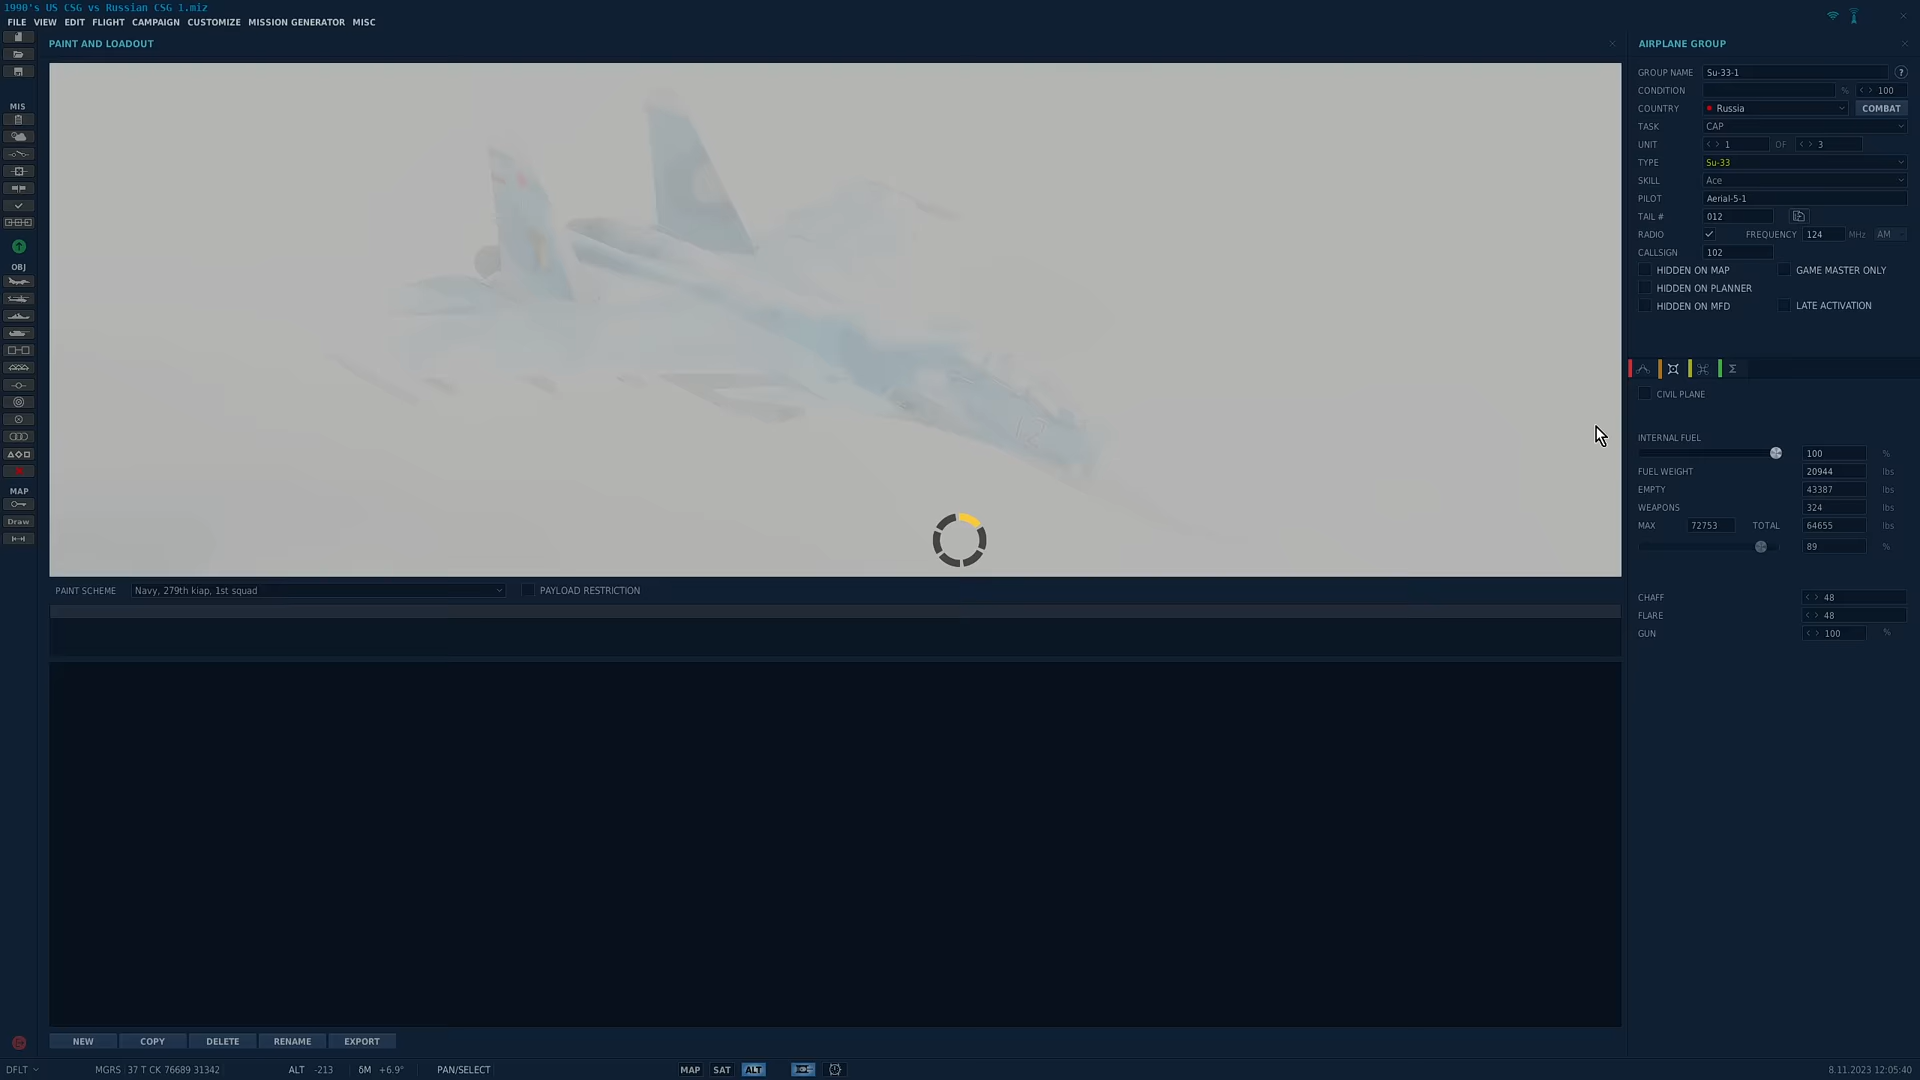 1990's US CSG vs Russian CSG 1.miz
FILE VIEW EDIT FLIGHT CAMPAIGN CUSTOMIZE MISSION GENERATOR MISC
PAINT AND LOADOUT
AIRPLANE GROUP
GROUP NAME Su-33-1 ?
CONDITION % < > 100
COUNTRY Russia COMBAT
TASK CAP
UNIT < > 1 OF < > 3
TYPE Su-33
SKILL Ace
PILOT Aerial-5-1
TAIL # 012
RADIO FREQUENCY 124 MHz AM
CALLSIGN 102
HIDDEN ON MAP GAME MASTER ONLY
HIDDEN ON PLANNER
HIDDEN ON MFD LATE ACTIVATION
MIS
OBJ
MAP
Draw
Σ
CIVIL PLANE
INTERNAL FUEL
100 %
FUEL WEIGHT 20944 lbs
EMPTY 43387 lbs
WEAPONS 324 lbs
MAX 72753 TOTAL 64655 lbs
89 %
CHAFF < > 48
FLARE < > 48
GUN < > 100 %
PAINT SCHEME Navy, 279th kiap, 1st squad PAYLOAD RESTRICTION
NEW COPY DELETE RENAME EXPORT
DFLT MGRS 37 T CK 76689 31342 ALT -213 δM +6.9° PAN/SELECT MAP SAT ALT 8.11.2023 12:05:40